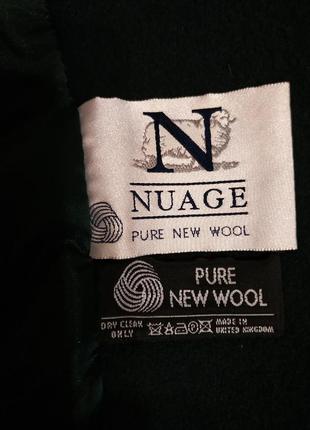 N
NUAGE
PURE NEW WOOL
PURE
NEW WOOL
DRY CLEAN
ONLY
MADE IN
UNITED KINGDOM